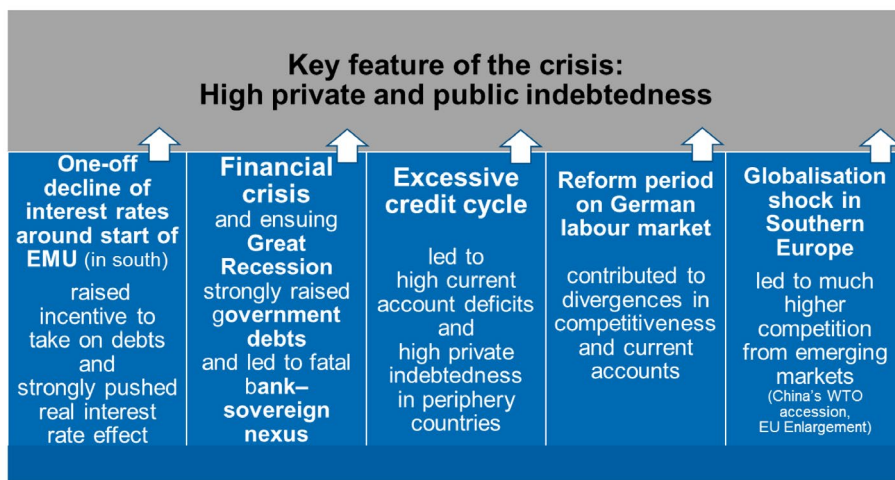 Key feature of the crisis:
High private and public indebtedness
One-off
decline of
interest rates
around start of
EMU (in south)
raised
incentive to
take on debts
and
strongly pushed
real interest
rate effect
Financial
crisis
and ensuing
Great
Recession
strongly raised
government
debts
and led to fatal
bank–
sovereign
nexus
Excessive
credit cycle
led to
high current
account deficits
and
high private
indebtedness
in periphery
countries
Reform period
on German
labour market
contributed to
divergences in
competitiveness
and current
accounts
Globalisation
shock in
Southern
Europe
led to much
higher
competition
from emerging
markets
(China's WTO
accession,
EU Enlargement)